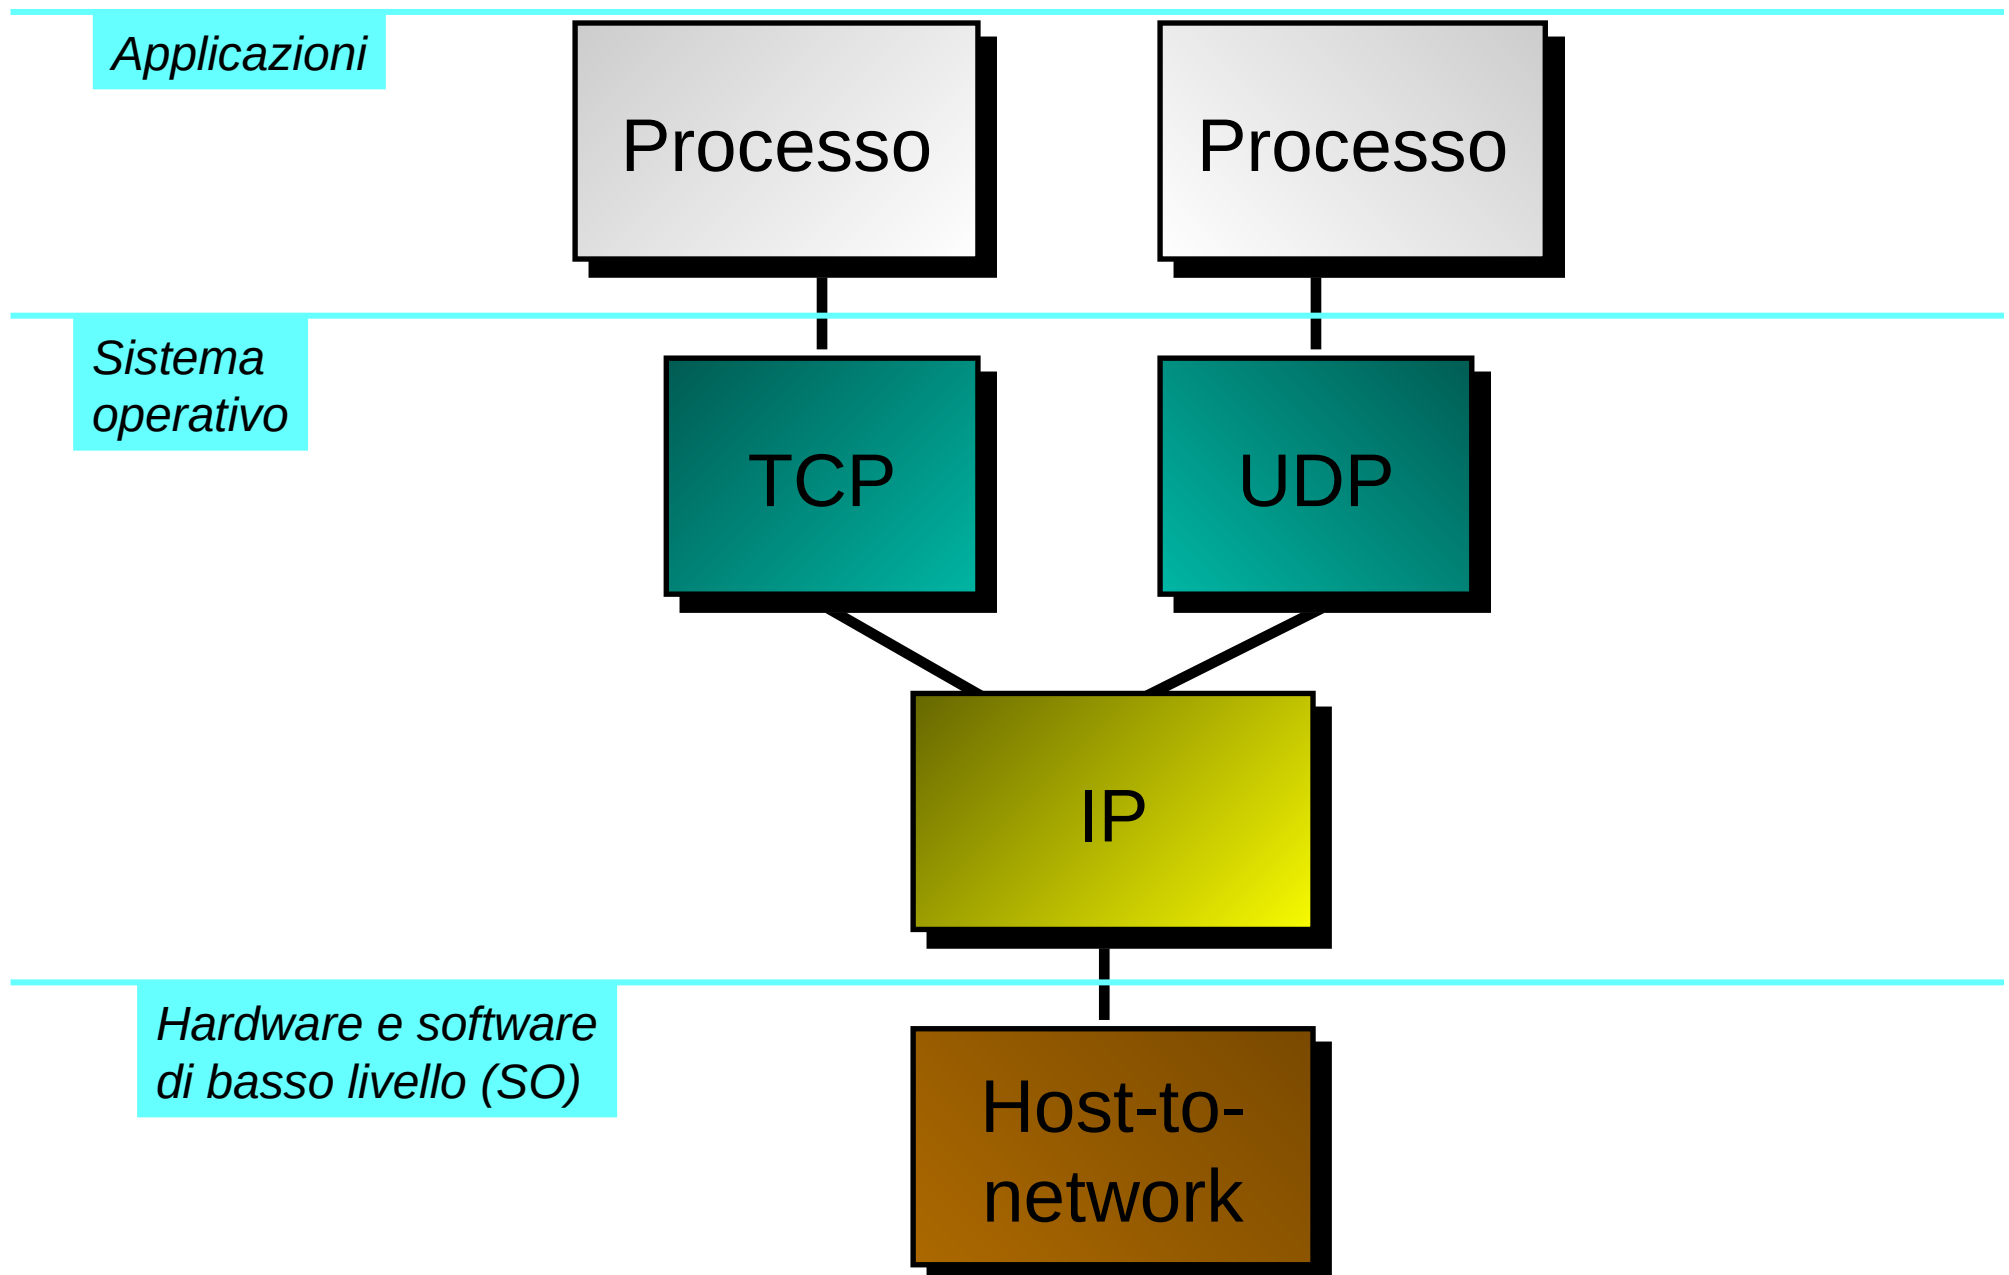 Applicazioni
Processo
Processo
Sistema
operativo
TCP
UDP
IP
Hardware e software
di basso livello (SO)
Host-to-
network